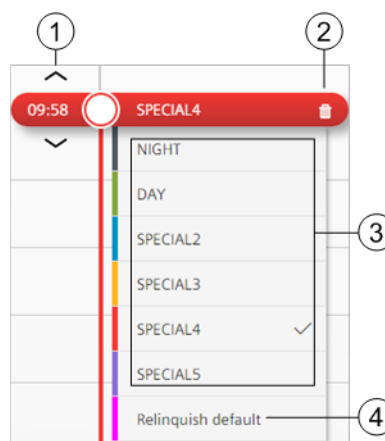 1 2
09:58 SPECIAL4
NIGHT
DAY
SPECIAL2
3
SPECIAL3
SPECIAL4
SPECIAL5
Relinquish default 4